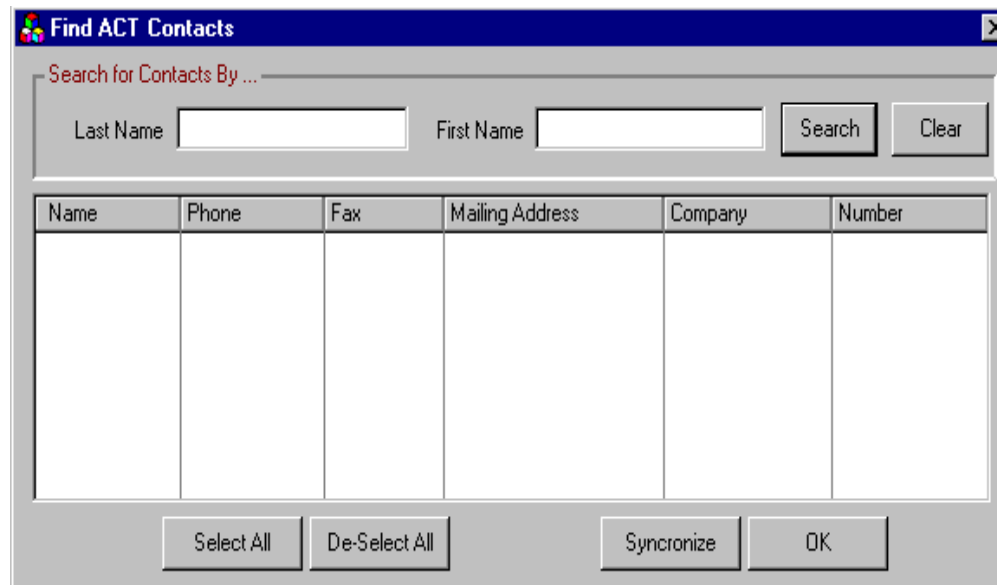 Find ACT Contacts
Search for Contacts By ...
Last Name First Name Search Clear
Name Phone Fax Mailing Address Company Number
Select All De-Select All Syncronize OK